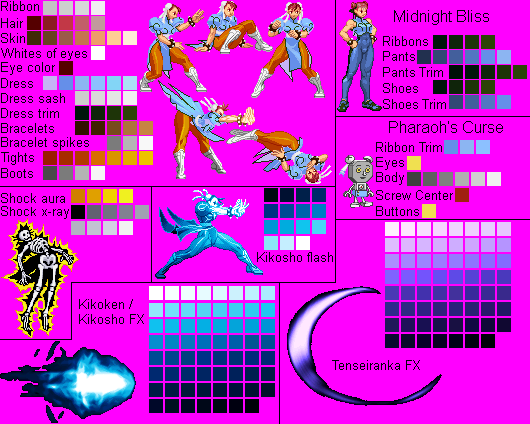 Ribbon
Hair
Skin
Whites of eyes
Eye color
Dress
Dress sash
Dress trim
Bracelets
Bracelet spikes
Tights
Boots
Midnight Bliss
Ribbons
Pants
Pants Trim
Shoes
Shoes Trim
Pharaoh's Curse
Ribbon Trim
Eyes
Body
Screw Center
Buttons
Shock aura
Shock x-ray
Kikosho flash
Kikoken /
Kikosho FX
Tenseiranka FX